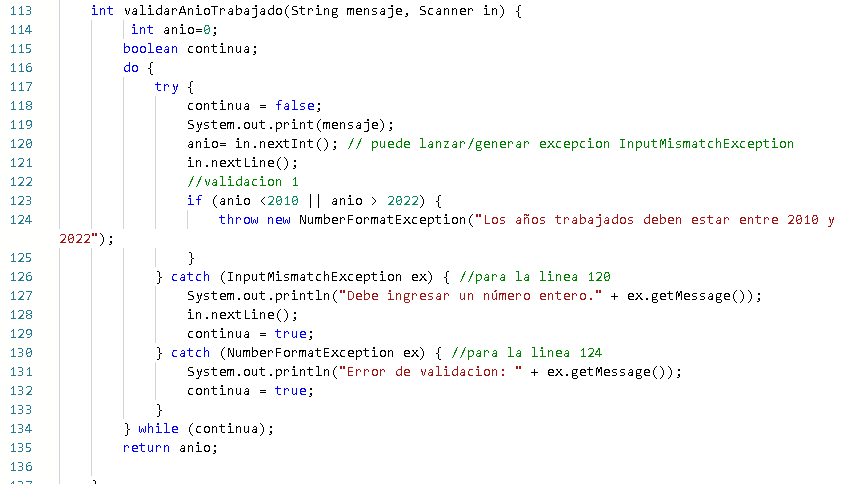 113 int validarAnioTrabajado(String mensaje, Scanner in) {
114 int anio=0;
115 boolean continua;
116 do {
117 try {
118 continua = false;
119 System.out.print(mensaje);
120 anio= in.nextInt(); // puede lanzar/generar excepcion InputMismatchException
121 in.nextLine();
122 //validacion 1
123 if (anio <2010 || anio > 2022) {
124 throw new NumberFormatException("Los años trabajados deben estar entre 2010 y
2022");
125 }
126 } catch (InputMismatchException ex) { //para la linea 120
127 System.out.println("Debe ingresar un número entero." + ex.getMessage());
128 in.nextLine();
129 continua = true;
130 } catch (NumberFormatException ex) { //para la linea 124
131 System.out.println("Error de validacion: " + ex.getMessage());
132 continua = true;
133 }
134 } while (continua);
135 return anio;
136